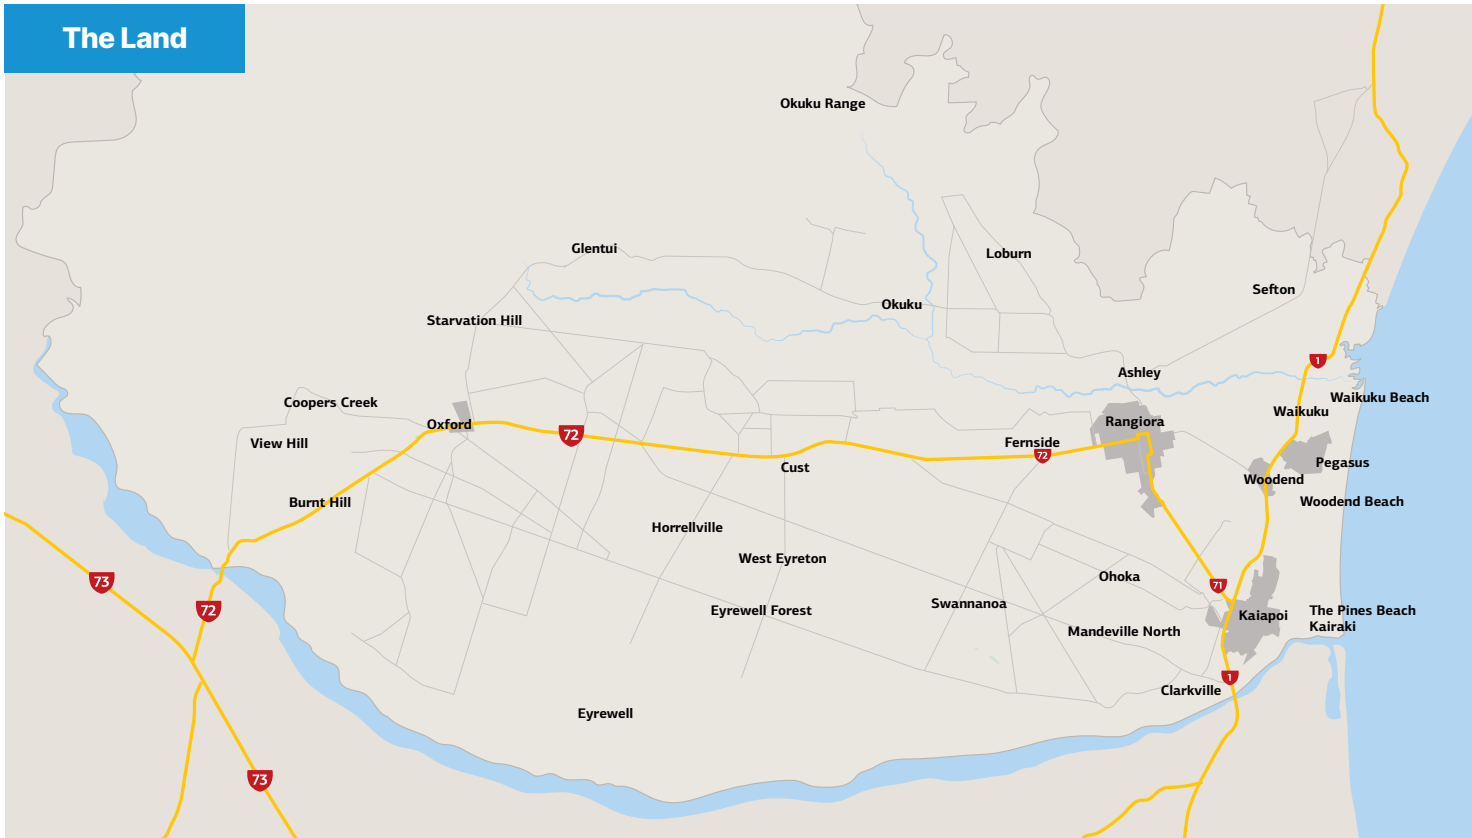 The Land
Okuku Range
Glentui
Loburn
Sefton
Okuku
Starvation Hill
1
Ashley
Waikuku Beach
Coopers Creek
Waikuku
Oxford
Rangiora
72
View Hill
Fernside
72
Cust
Pegasus
Woodend
Burnt Hill
Woodend Beach
Horrellville
West Eyreton
73
Ohoka
71
72
Eyrewell Forest
Swannanoa
Kaiapoi
The Pines Beach
Kairaki
Mandeville North
1
Clarkville
Eyrewell
73